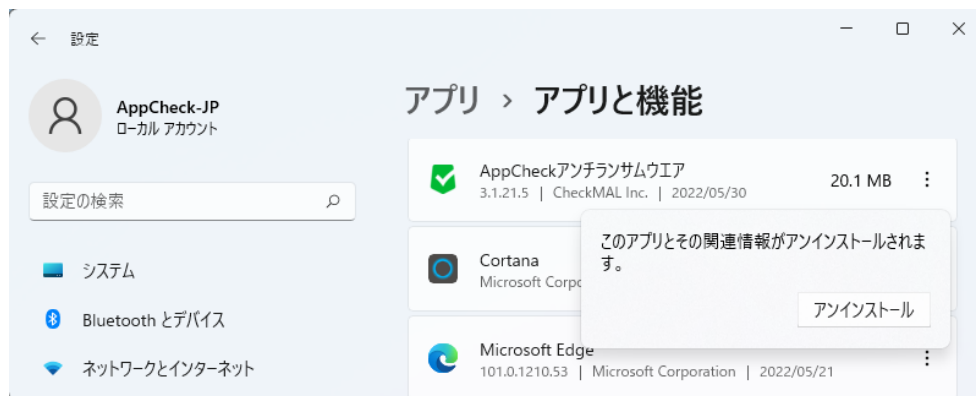 設定
AppCheck-JP
ローカル アカウント
設定の検索
システム
Bluetooth とデバイス
ネットワークとインターネット
アプリ › アプリと機能
AppCheckアンチランサムウエア
3.1.21.5 | CheckMAL Inc. | 2022/05/30
20.1 MB
このアプリとその関連情報がアンインストールされま
す。
アンインストール
Cortana
Microsoft Corpo
Microsoft Edge
101.0.1210.53 | Microsoft Corporation | 2022/05/21